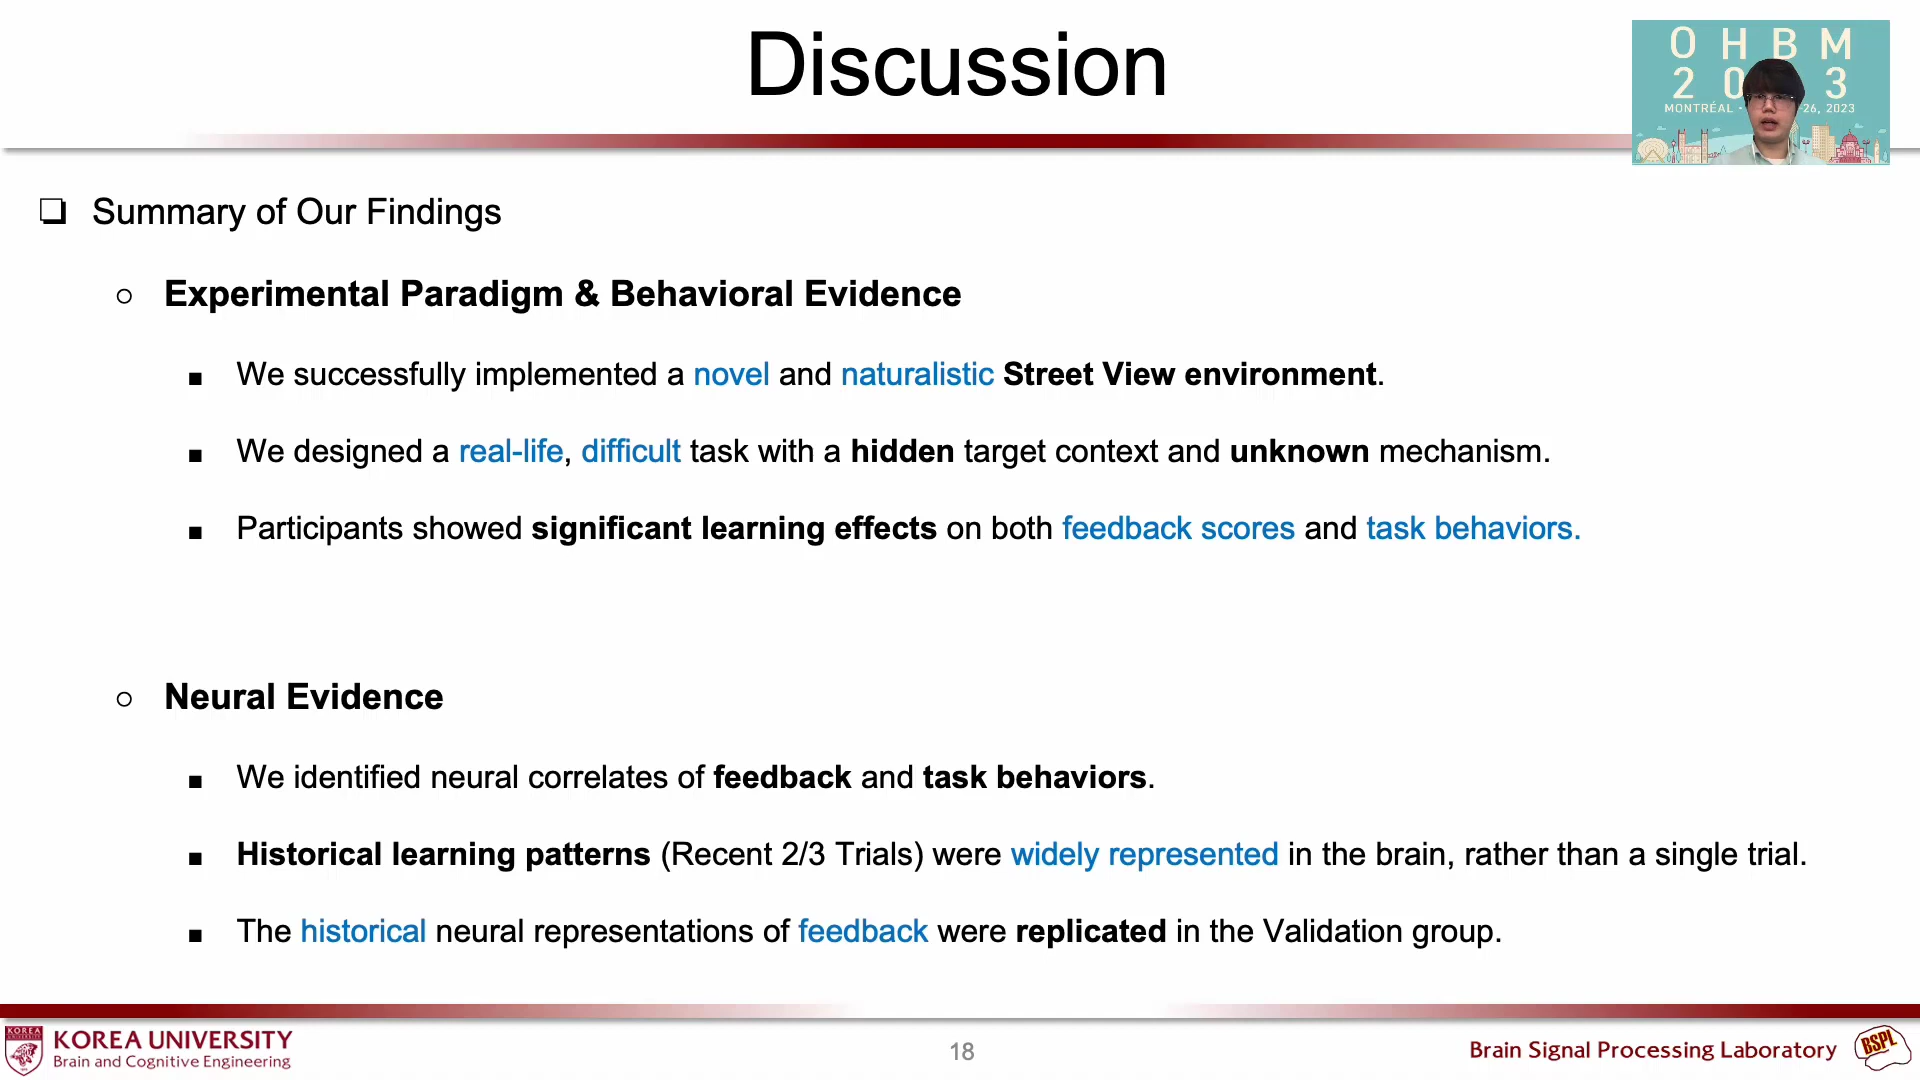 Discussion
O H B M
2 0 3
MONTRÉAL - -26, 2023
❏ Summary of Our Findings
○ Experimental Paradigm & Behavioral Evidence
■ We successfully implemented a novel and naturalistic Street View environment.
■ We designed a real-life, difficult task with a hidden target context and unknown mechanism.
■ Participants showed significant learning effects on both feedback scores and task behaviors.
○ Neural Evidence
■ We identified neural correlates of feedback and task behaviors.
■ Historical learning patterns (Recent 2/3 Trials) were widely represented in the brain, rather than a single trial.
■ The historical neural representations of feedback were replicated in the Validation group.
KOREA
KOREA UNIVERSITY
Brain and Cognitive Engineering
18
Brain Signal Processing Laboratory
BSPL